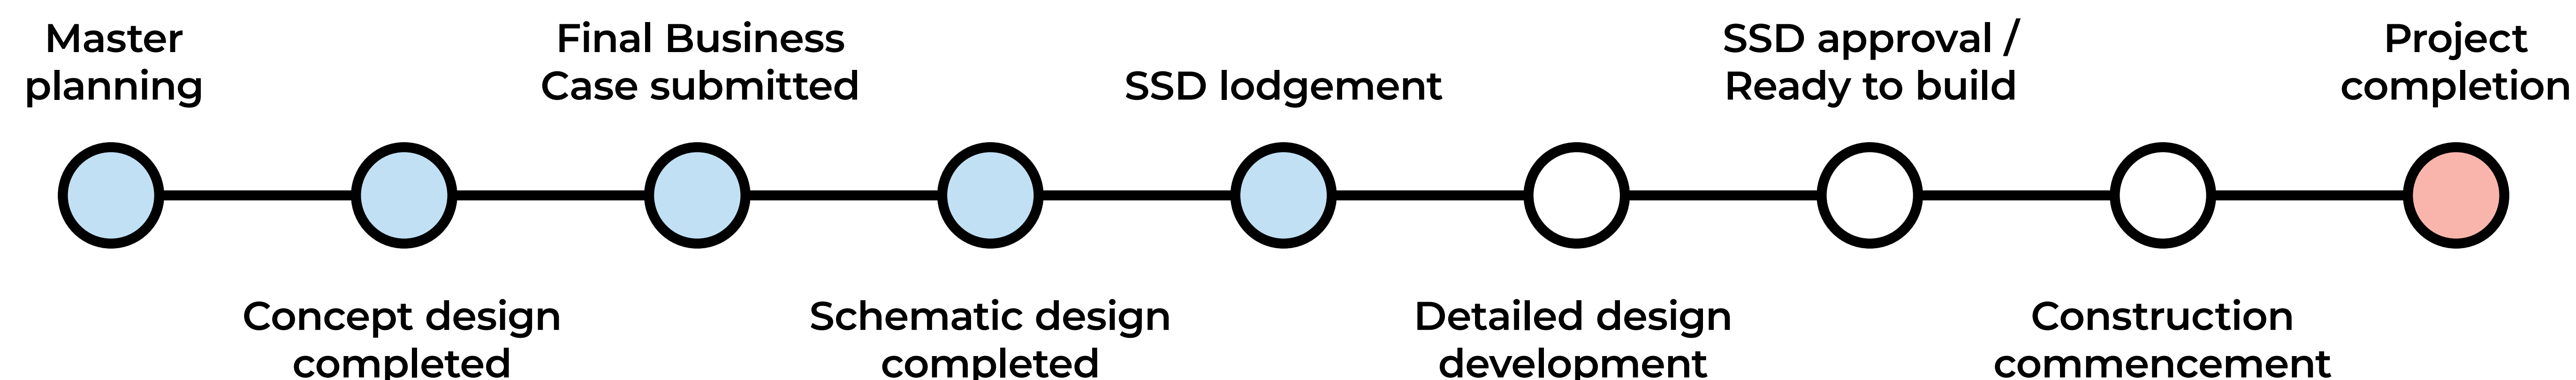 Master
planning
Concept design
completed
Final Business
Case submitted
Schematic design
completed
SSD lodgement
Detailed design
development
SSD approval /
Ready to build
Construction
commencement
Project
completion